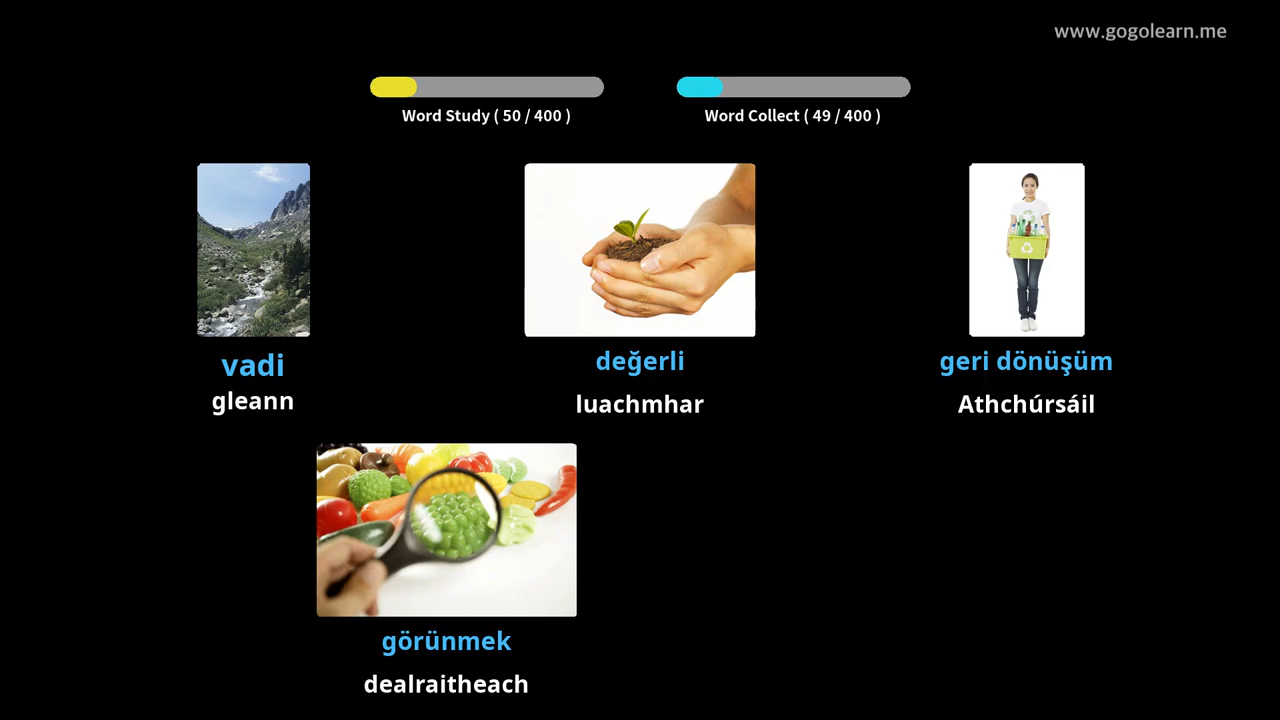 www.gogolearn.me
Word Study ( 50 / 400 )
Word Collect ( 49 / 400 )
vadi
gleann
değerli
luachmhar
geri dönüşüm
Athchúrsáil
görünmek
dealraitheach